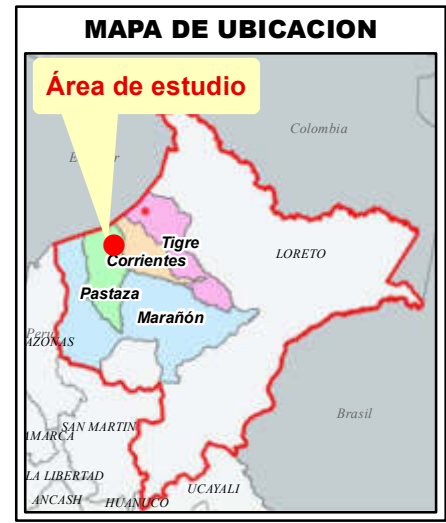 MAPA DE UBICACION
Área de estudio
Colombia
Tigre
LORETO
Corrientes
Pastaza
Marañón
Perú
Brasil
SAN MARTIN
LA LIBERTAD
UCAYALI
ANCASH
HUANUCO